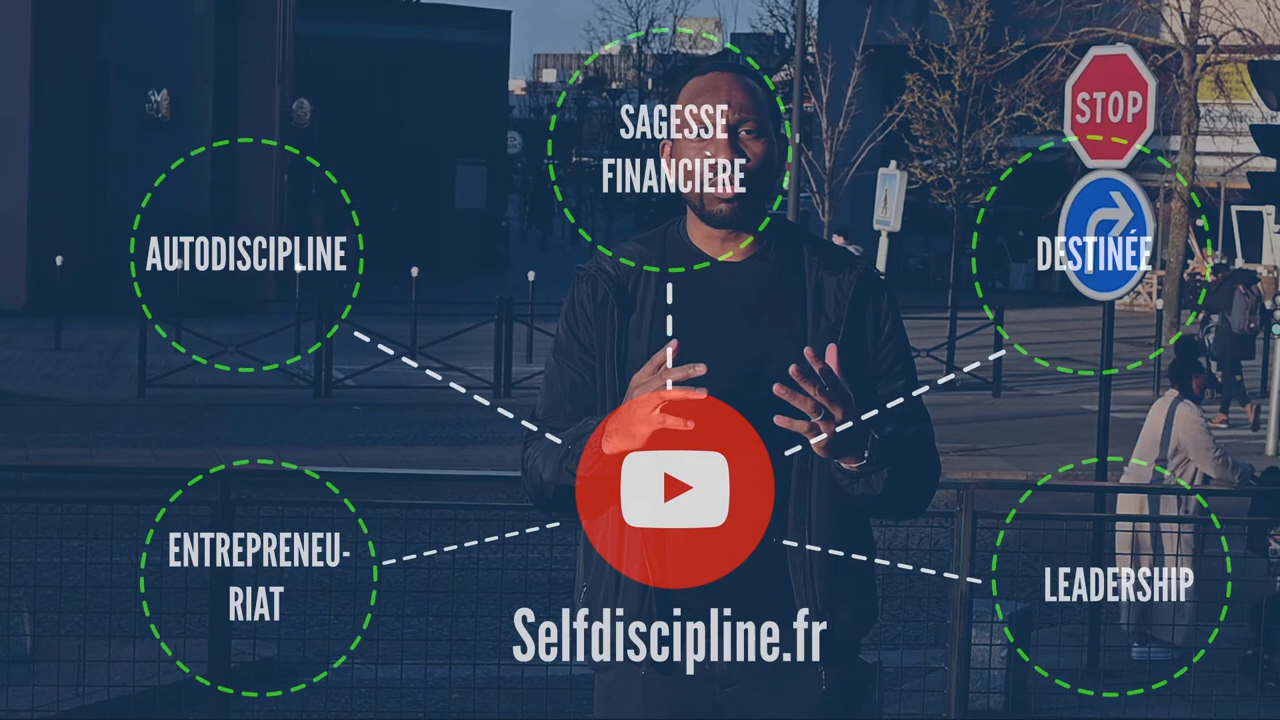 SAGESSE
FINANCIÈRE
STOP
AUTODISCIPLINE
DESTINÉE
ENTREPRENEU-
RIAT
LEADERSHIP
Selfdiscipline.fr